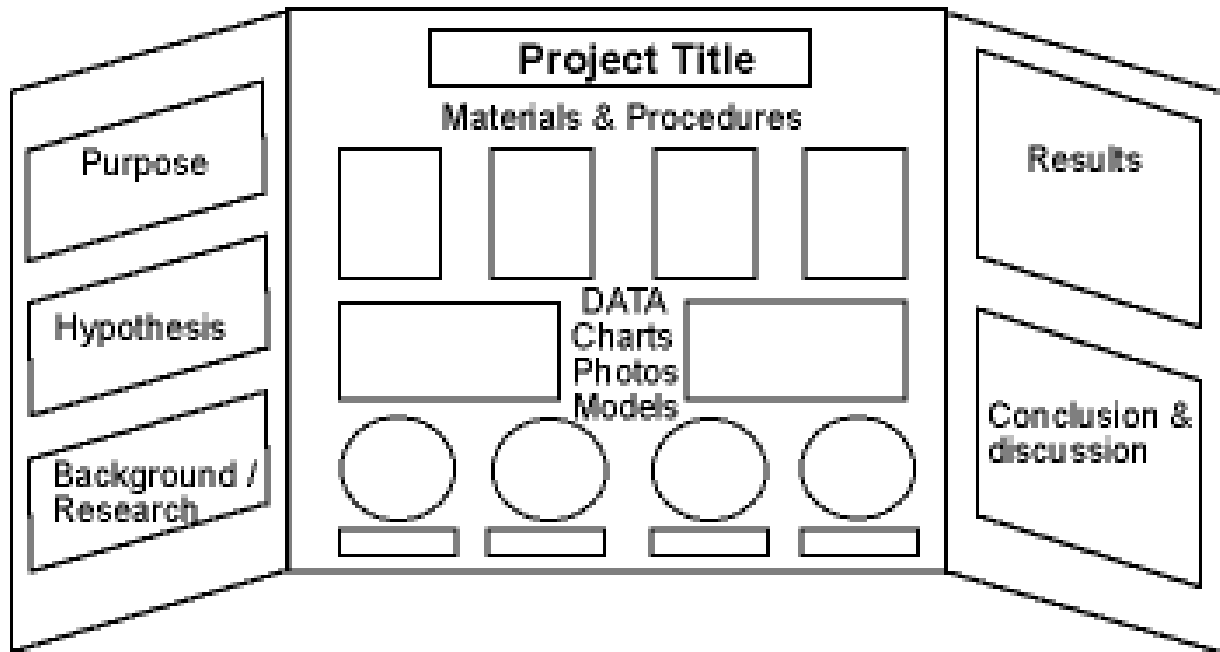 Purpose
Hypothesis
Background /
Research
Project Title
Materials & Procedures
DATA
Charts
Photos
Models
Results
Conclusion &
discussion